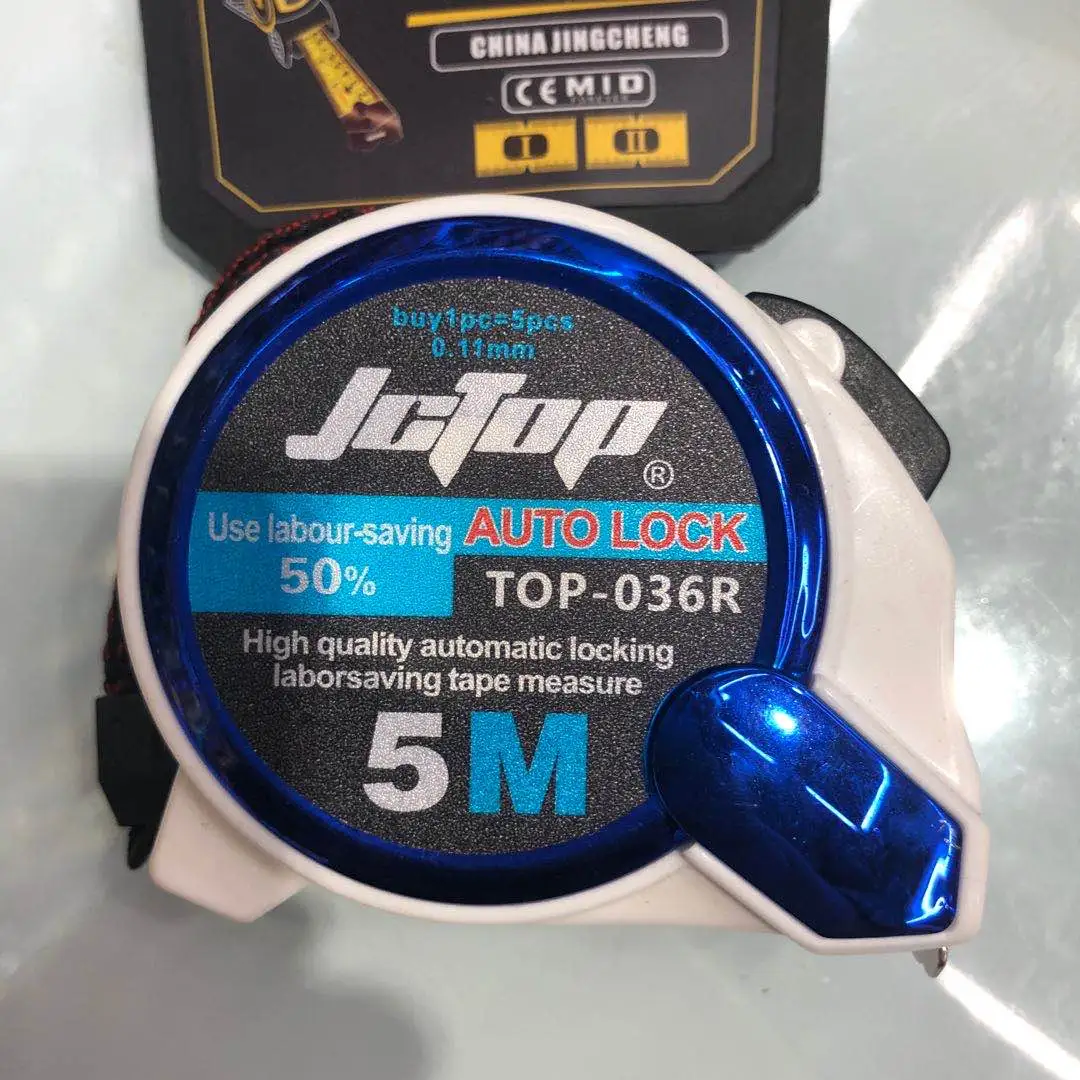 CHINA JINGCHENG
CE MID
I II
buy1pc=5pcs
0.11mm
JcTop®
Use labour-saving AUTO LOCK
50% TOP-036R
High quality automatic locking
laborsaving tape measure
5M